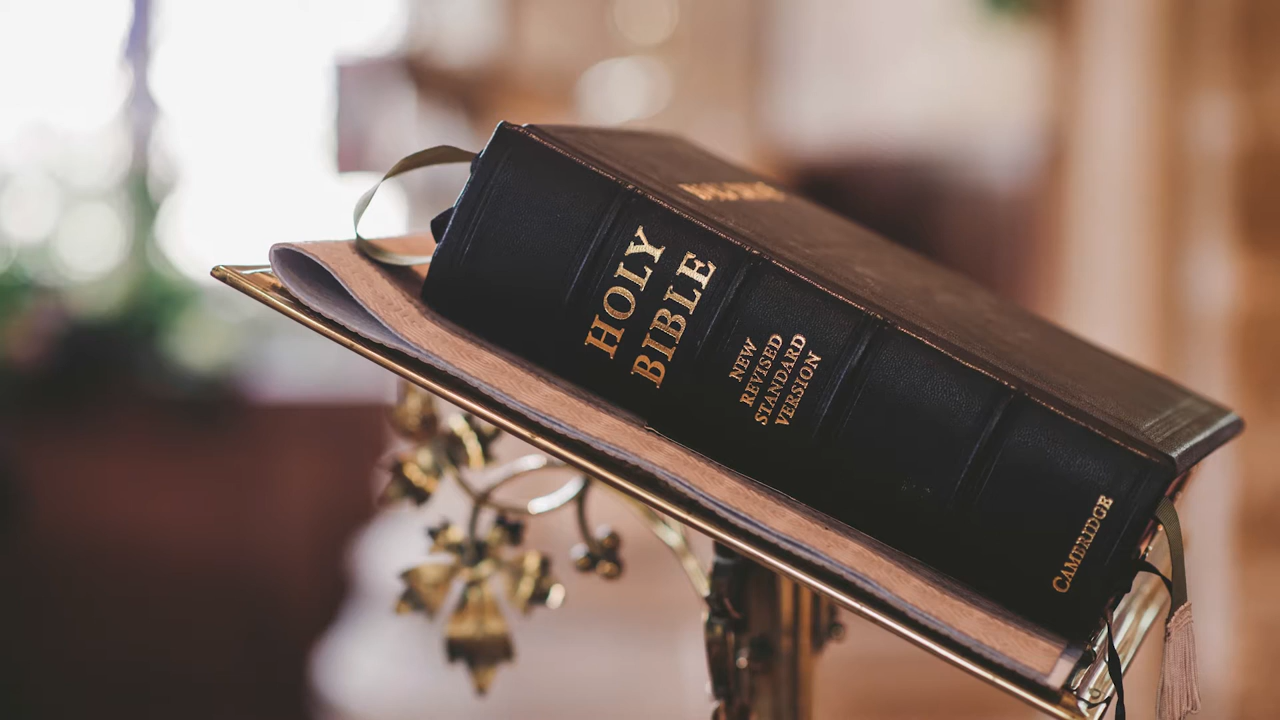 HOLY
BIBLE
NEW
REVISED
STANDARD
VERSION
CAMBRIDGE